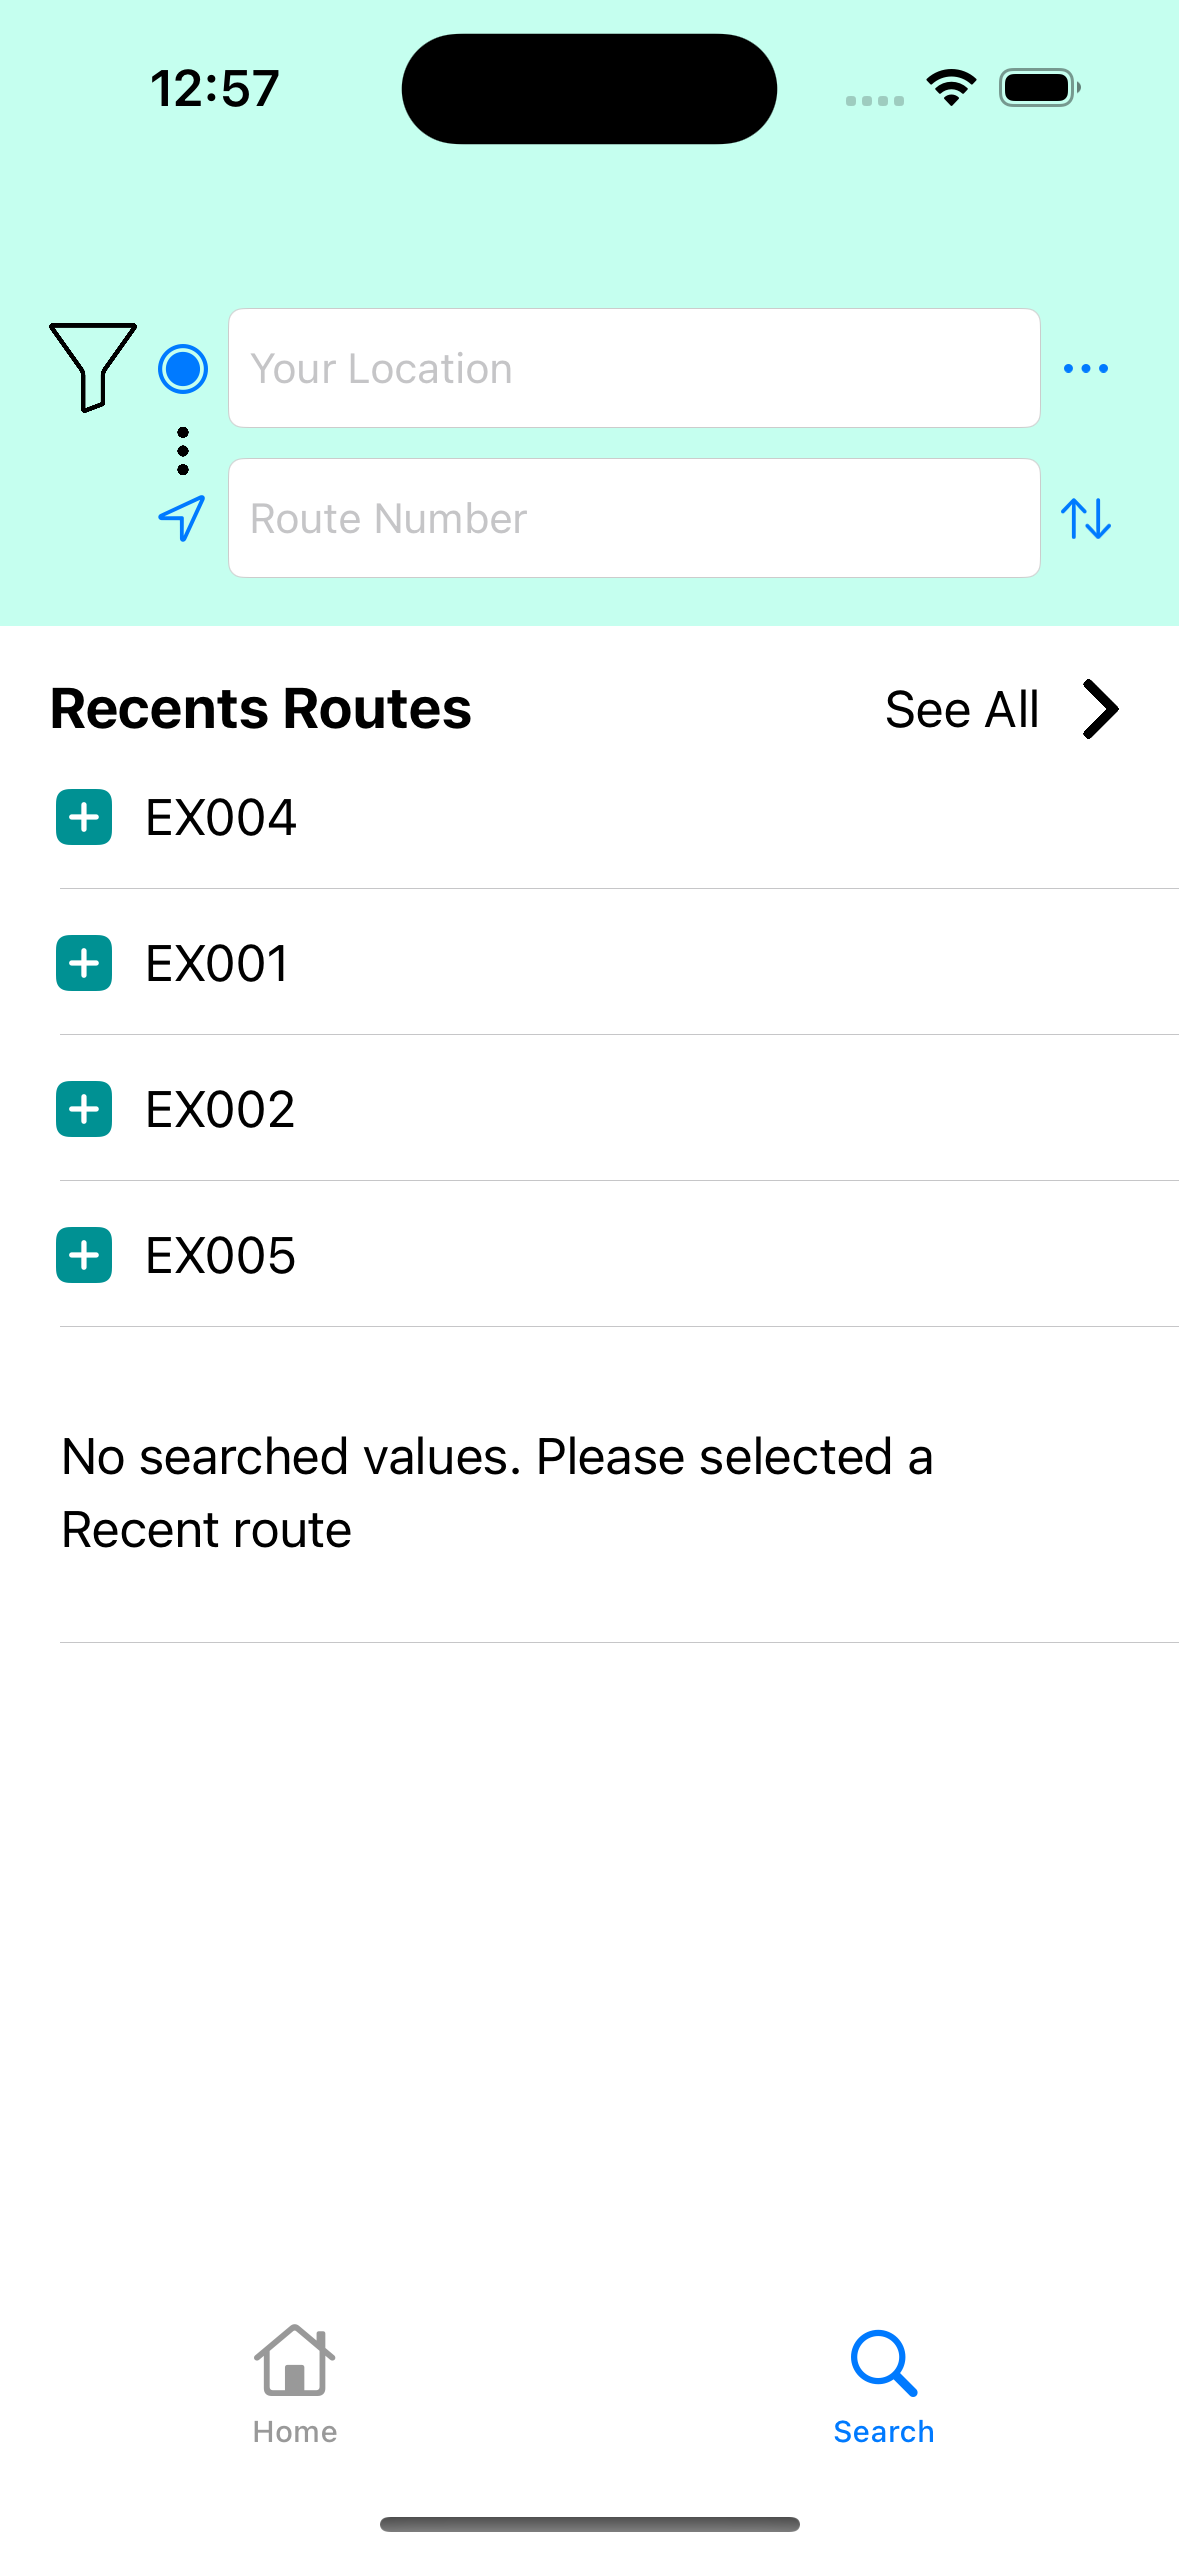 12:57
Your Location
Route Number
Recents Routes
See All
EX004
EX001
EX002
EX005
No searched values. Please selected a
Recent route
Home
Search